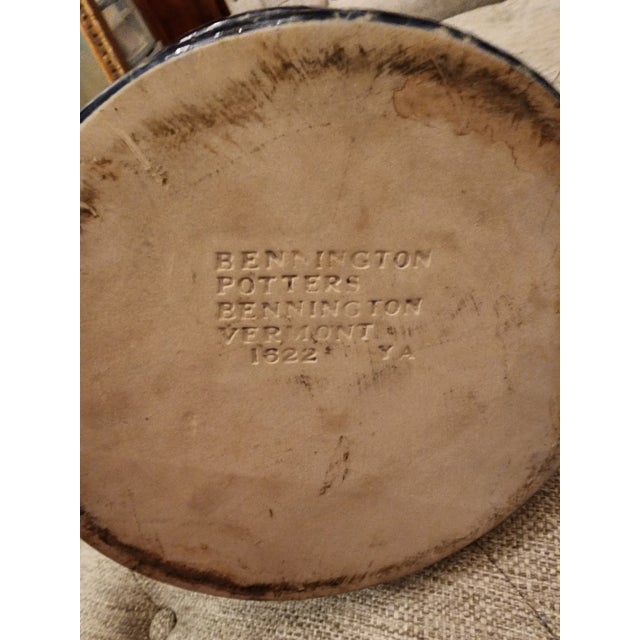 BENNINGTON
POTTERS
BENNINGTON
VERMONT
1622 YA